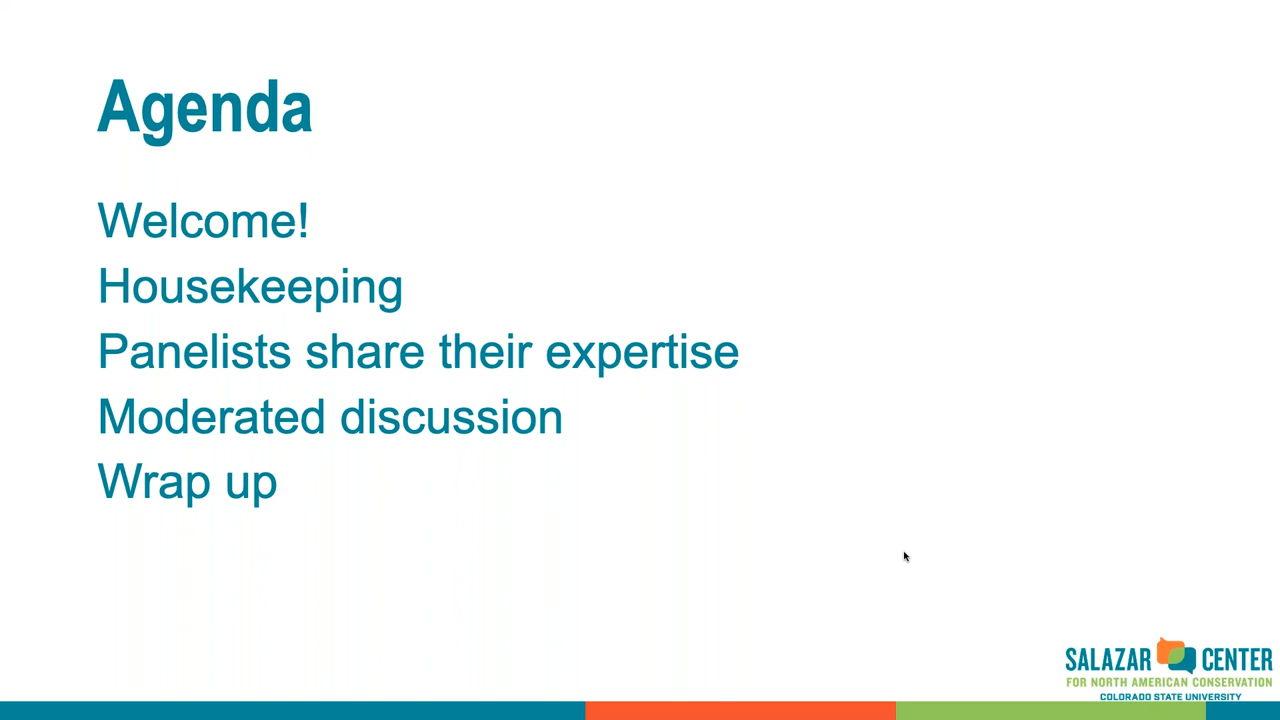 Agenda
Welcome!
Housekeeping
Panelists share their expertise
Moderated discussion
Wrap up
SALAZAR CENTER
FOR NORTH AMERICAN CONSERVATION
COLORADO STATE UNIVERSITY